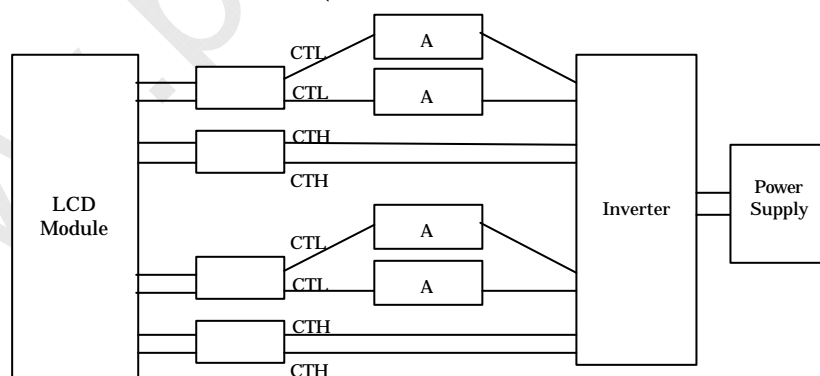 CTL
A
CTL
A
CTH
CTH
LCD
Module
Inverter
Power
Supply
CTL
A
CTL
A
CTH
CTH